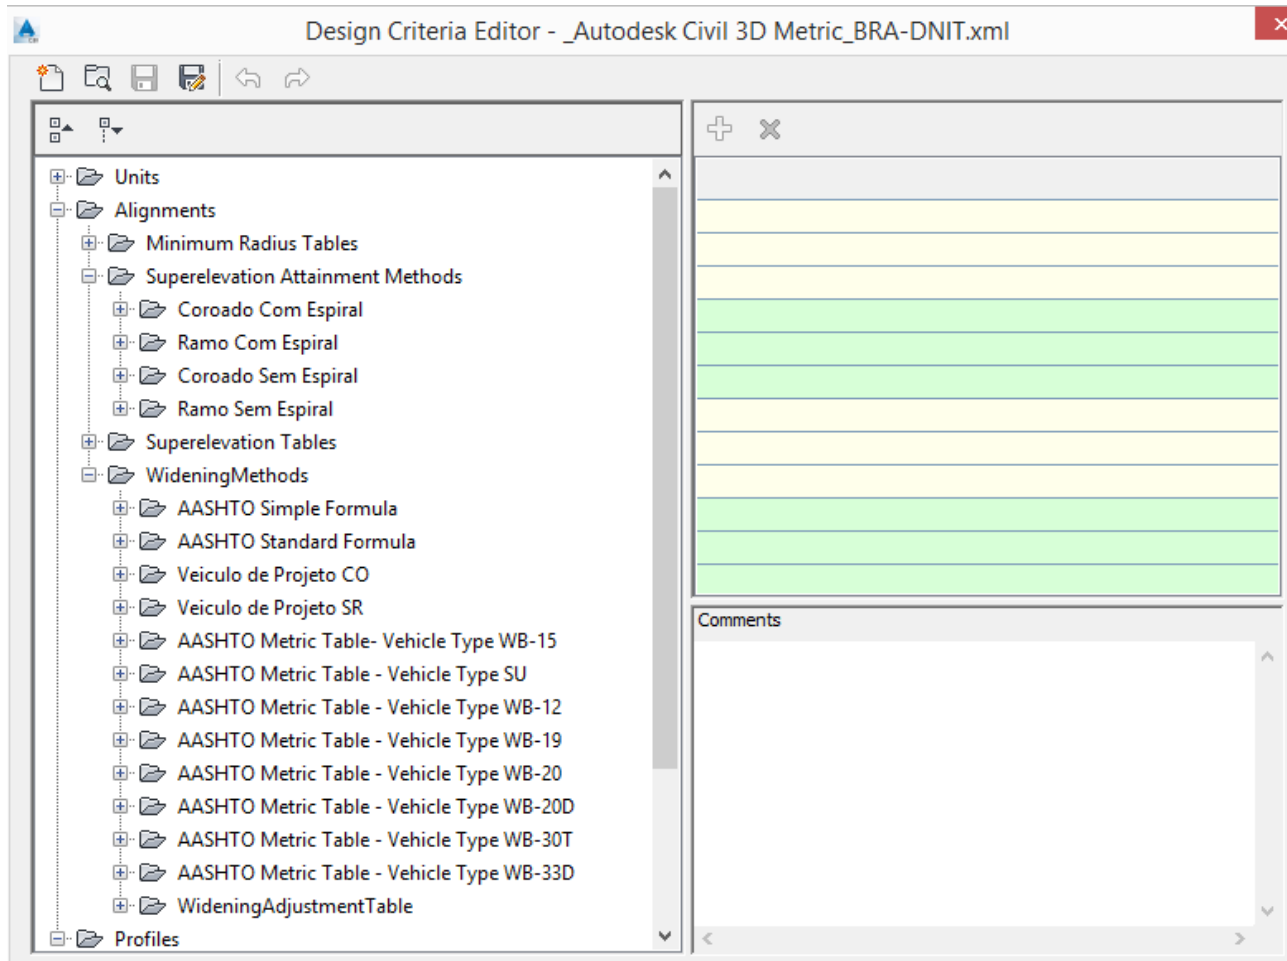 Design Criteria Editor - _Autodesk Civil 3D Metric_BRA-DNIT.xml
Units
Alignments
Minimum Radius Tables
Superelevation Attainment Methods
Coroado Com Espiral
Ramo Com Espiral
Coroado Sem Espiral
Ramo Sem Espiral
Superelevation Tables
WideningMethods
AASHTO Simple Formula
AASHTO Standard Formula
Veiculo de Projeto CO
Veiculo de Projeto SR
AASHTO Metric Table- Vehicle Type WB-15
AASHTO Metric Table - Vehicle Type SU
AASHTO Metric Table - Vehicle Type WB-12
AASHTO Metric Table - Vehicle Type WB-19
AASHTO Metric Table - Vehicle Type WB-20
AASHTO Metric Table - Vehicle Type WB-20D
AASHTO Metric Table - Vehicle Type WB-30T
AASHTO Metric Table - Vehicle Type WB-33D
WideningAdjustmentTable
Profiles
Comments